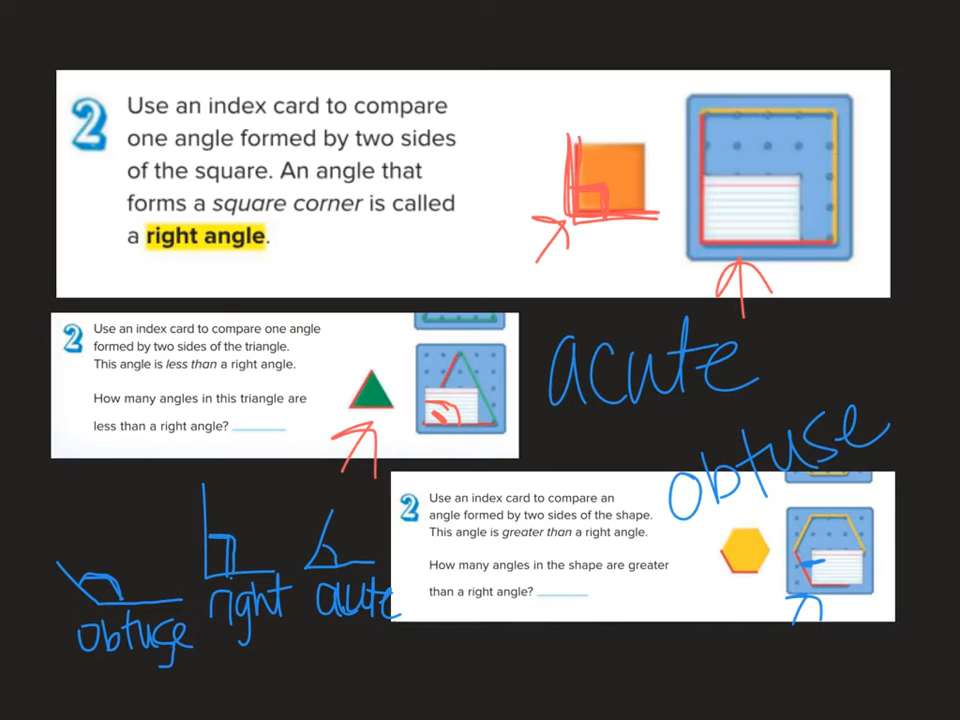 2
Use an index card to compare
one angle formed by two sides
of the square. An angle that
forms a square corner is called
a right angle.
2
Use an index card to compare one angle
formed by two sides of the triangle.
This angle is less than a right angle.
How many angles in this triangle are
less than a right angle?
acute
obtuse
2
Use an index card to compare an
angle formed by two sides of the shape.
This angle is greater than a right angle.
How many angles in the shape are greater
than a right angle?
obtuse
right
acute